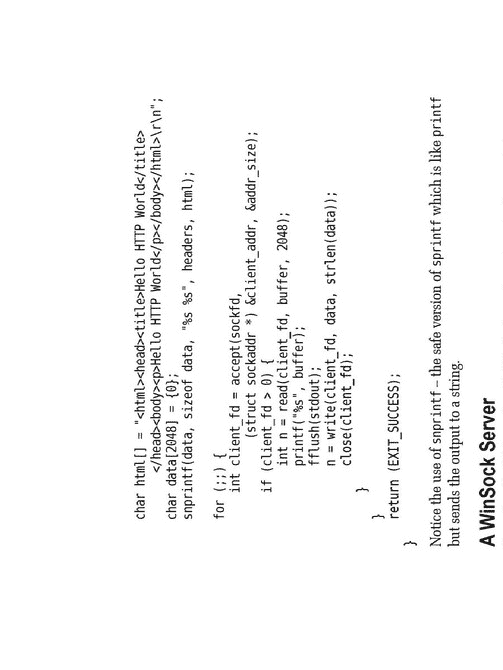 char html[] = "<html><head><title>Hello HTTP World</title>
</head><body><p>Hello HTTP World</p></body></html>\r\n";
char data[2048] = {0};
snprintf(data, sizeof data, "%s %s", headers, html);
for (;;) {
int client_fd = accept(sockfd,
(struct sockaddr *) &client_addr, &addr_size);
if (client_fd > 0) {
int n = read(client_fd, buffer, 2048);
printf("%s", buffer);
fflush(stdout);
n = write(client_fd, data, strlen(data));
close(client_fd);
}
}
return (EXIT_SUCCESS);
}
Notice the use of snprintf – the safe version of sprintf which is like printf
but sends the output to a string.
A WinSock Server